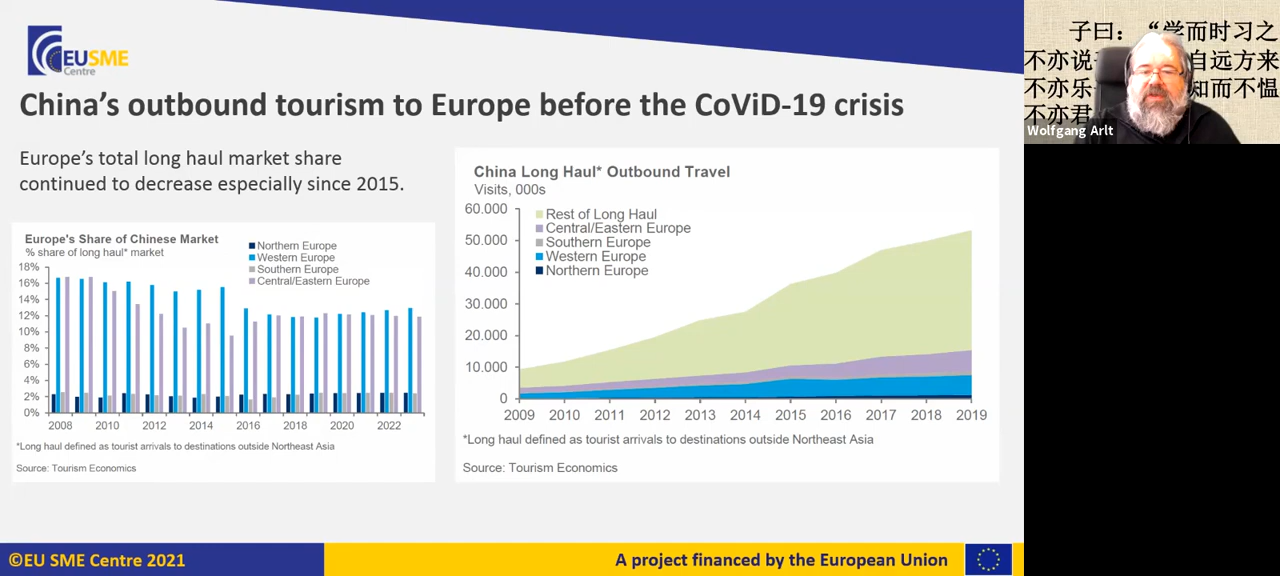 EUSME
Centre
China's outbound tourism to Europe before the CoViD-19 crisis
Europe's total long haul market share
continued to decrease especially since 2015.
Europe's Share of Chinese Market
% share of long haul* market
Northern Europe
Western Europe
Southern Europe
Central/Eastern Europe
18%
16%
14%
12%
10%
8%
6%
4%
2%
0%
2008 2010 2012 2014 2016 2018 2020 2022
*Long haul defined as tourist arrivals to destinations outside Northeast Asia
Source: Tourism Economics
China Long Haul* Outbound Travel
Visits, 000s
60.000
50.000
40.000
30.000
20.000
10.000
0
Rest of Long Haul
Central/Eastern Europe
Southern Europe
Western Europe
Northern Europe
2009 2010 2011 2012 2013 2014 2015 2016 2017 2018 2019
*Long haul defined as tourist arrivals to destinations outside Northeast Asia
Source: Tourism Economics
©EU SME Centre 2021
A project financed by the European Union
子曰：“学而时习之
不亦说 自远方来
不亦乐 知而不愠
不亦君
Wolfgang Arlt